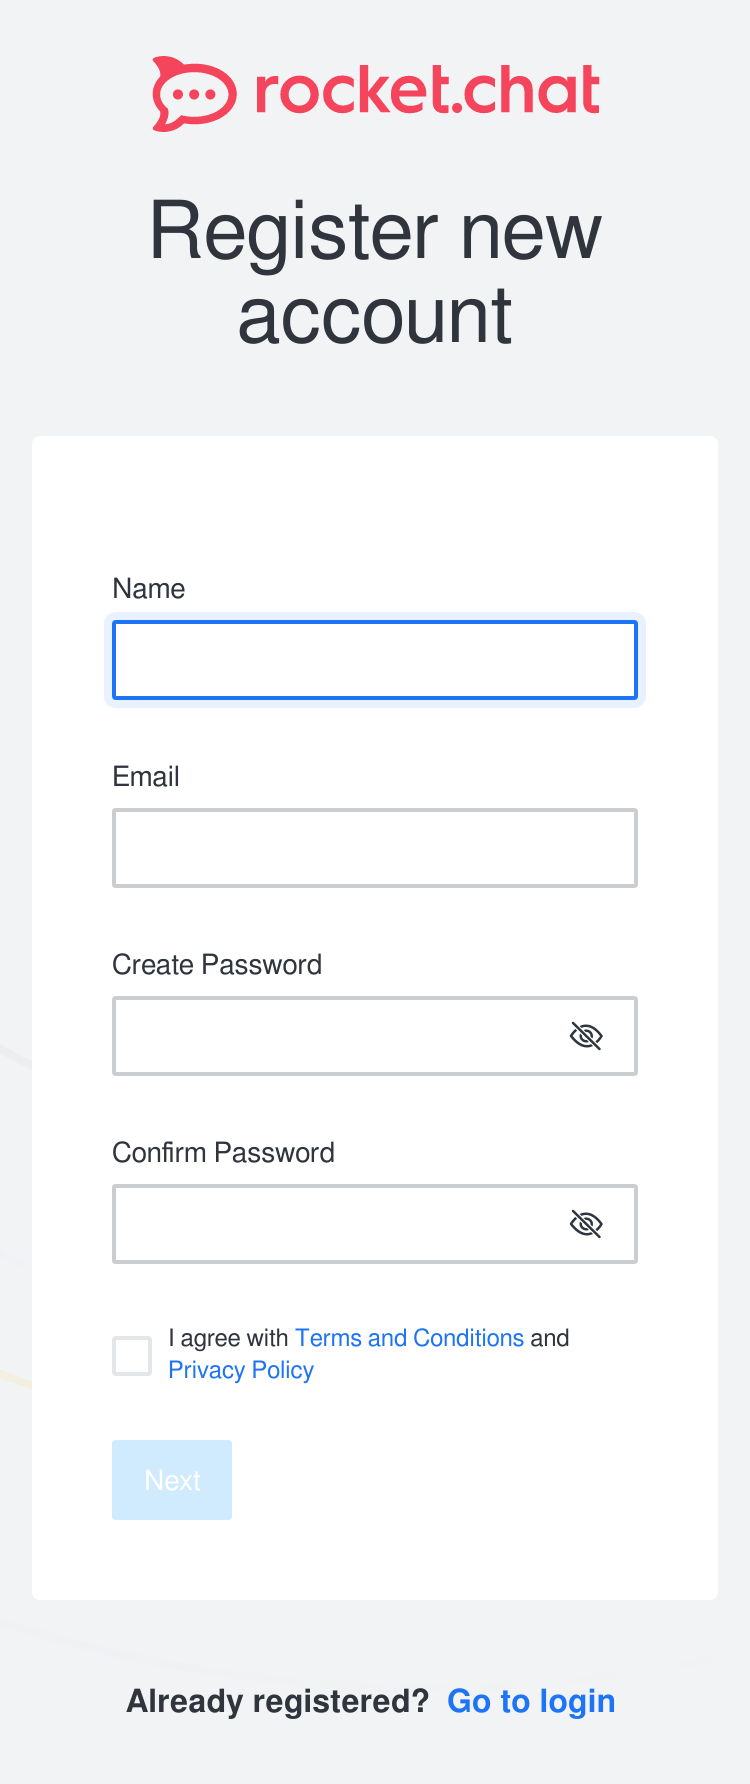 rocket.chat
Register new
account
Name
Email
Create Password
Confirm Password
I agree with Terms and Conditions and
Privacy Policy
Next
Already registered? Go to login